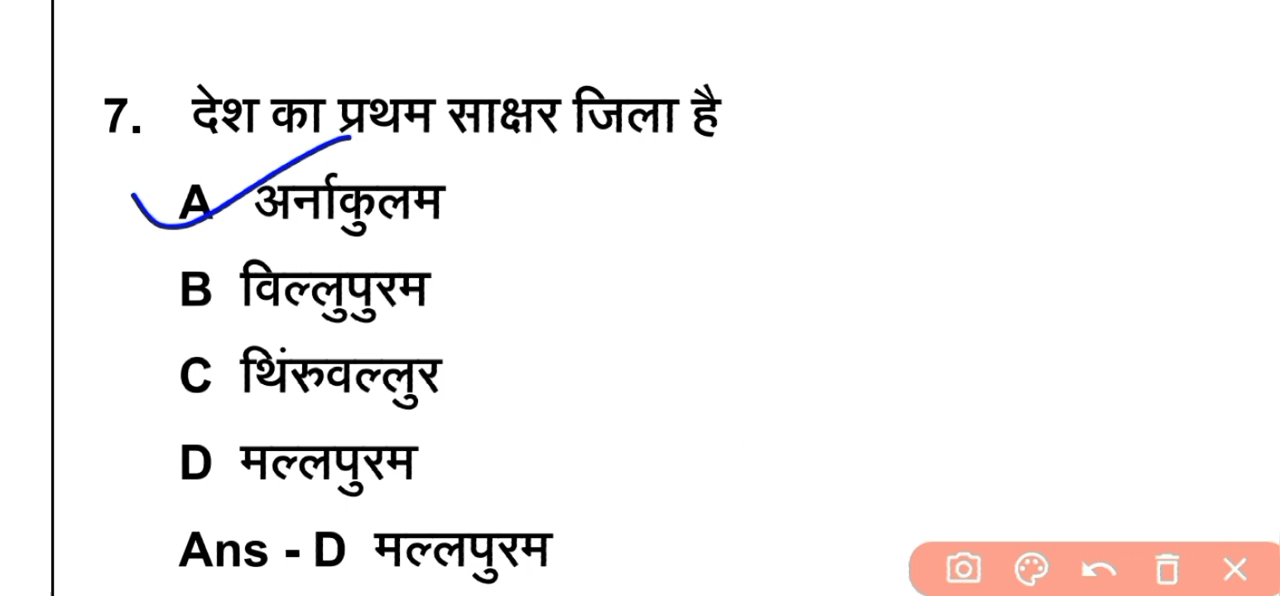 7. देश का प्रथम साक्षर जिला है
A अर्नाकुलम
B विल्लुपुरम
C थिंरुवल्लुर
D मल्लपुरम
Ans - D मल्लपुरम